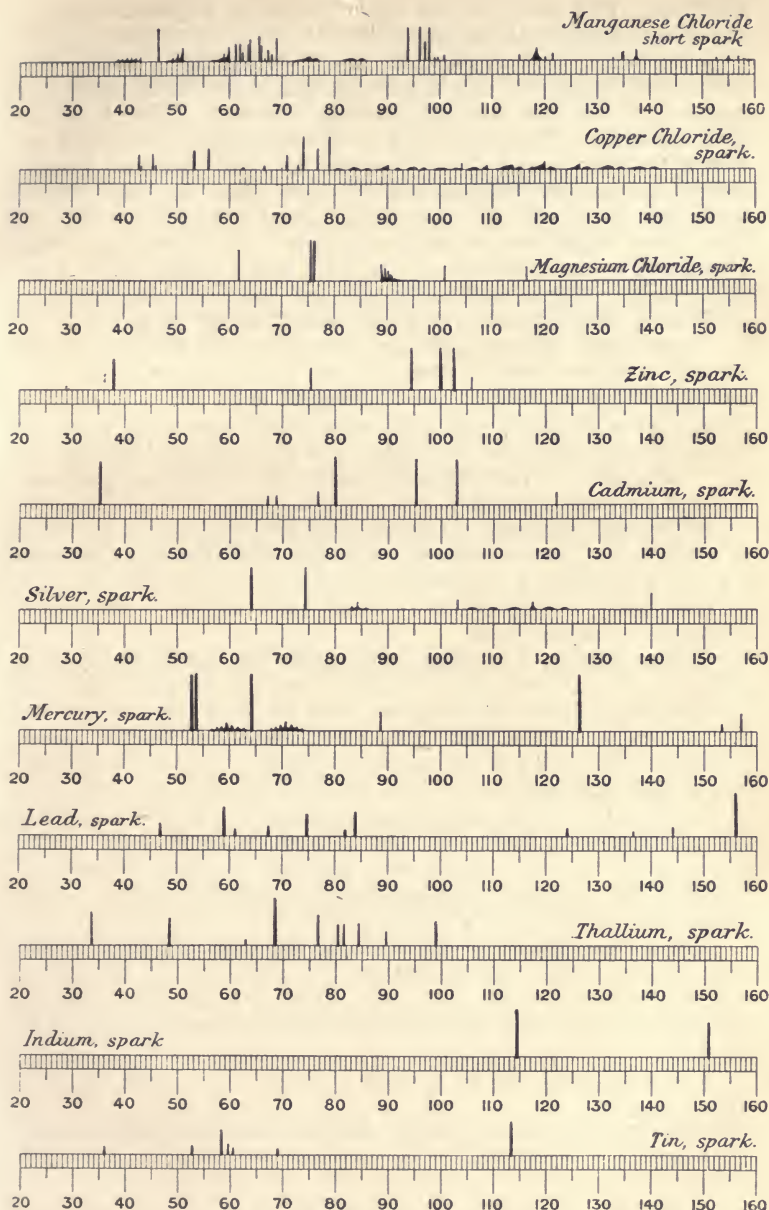 Manganese Chloride
short spark
20 30 40 50 60 70 80 90 100 110 120 130 140 150 160
Copper Chloride,
spark.
20 30 40 50 60 70 80 90 100 110 120 130 140 150 160
Magnesium Chloride, spark.
20 30 40 50 60 70 80 90 100 110 120 130 140 150 160
Zinc, spark.
20 30 40 50 60 70 80 90 100 110 120 130 140 150 160
Cadmium, spark.
20 30 40 50 60 70 80 90 100 110 120 130 140 150 160
Silver, spark.
20 30 40 50 60 70 80 90 100 110 120 130 140 150 160
Mercury, spark.
20 30 40 50 60 70 80 90 100 110 120 130 140 150 160
Lead, spark.
20 30 40 50 60 70 80 90 100 110 120 130 140 150 160
Thallium, spark.
20 30 40 50 60 70 80 90 100 110 120 130 140 150 160
Indium, spark
20 30 40 50 60 70 80 90 100 110 120 130 140 150 160
Tin, spark.
20 30 40 50 60 70 80 90 100 110 120 130 140 150 160